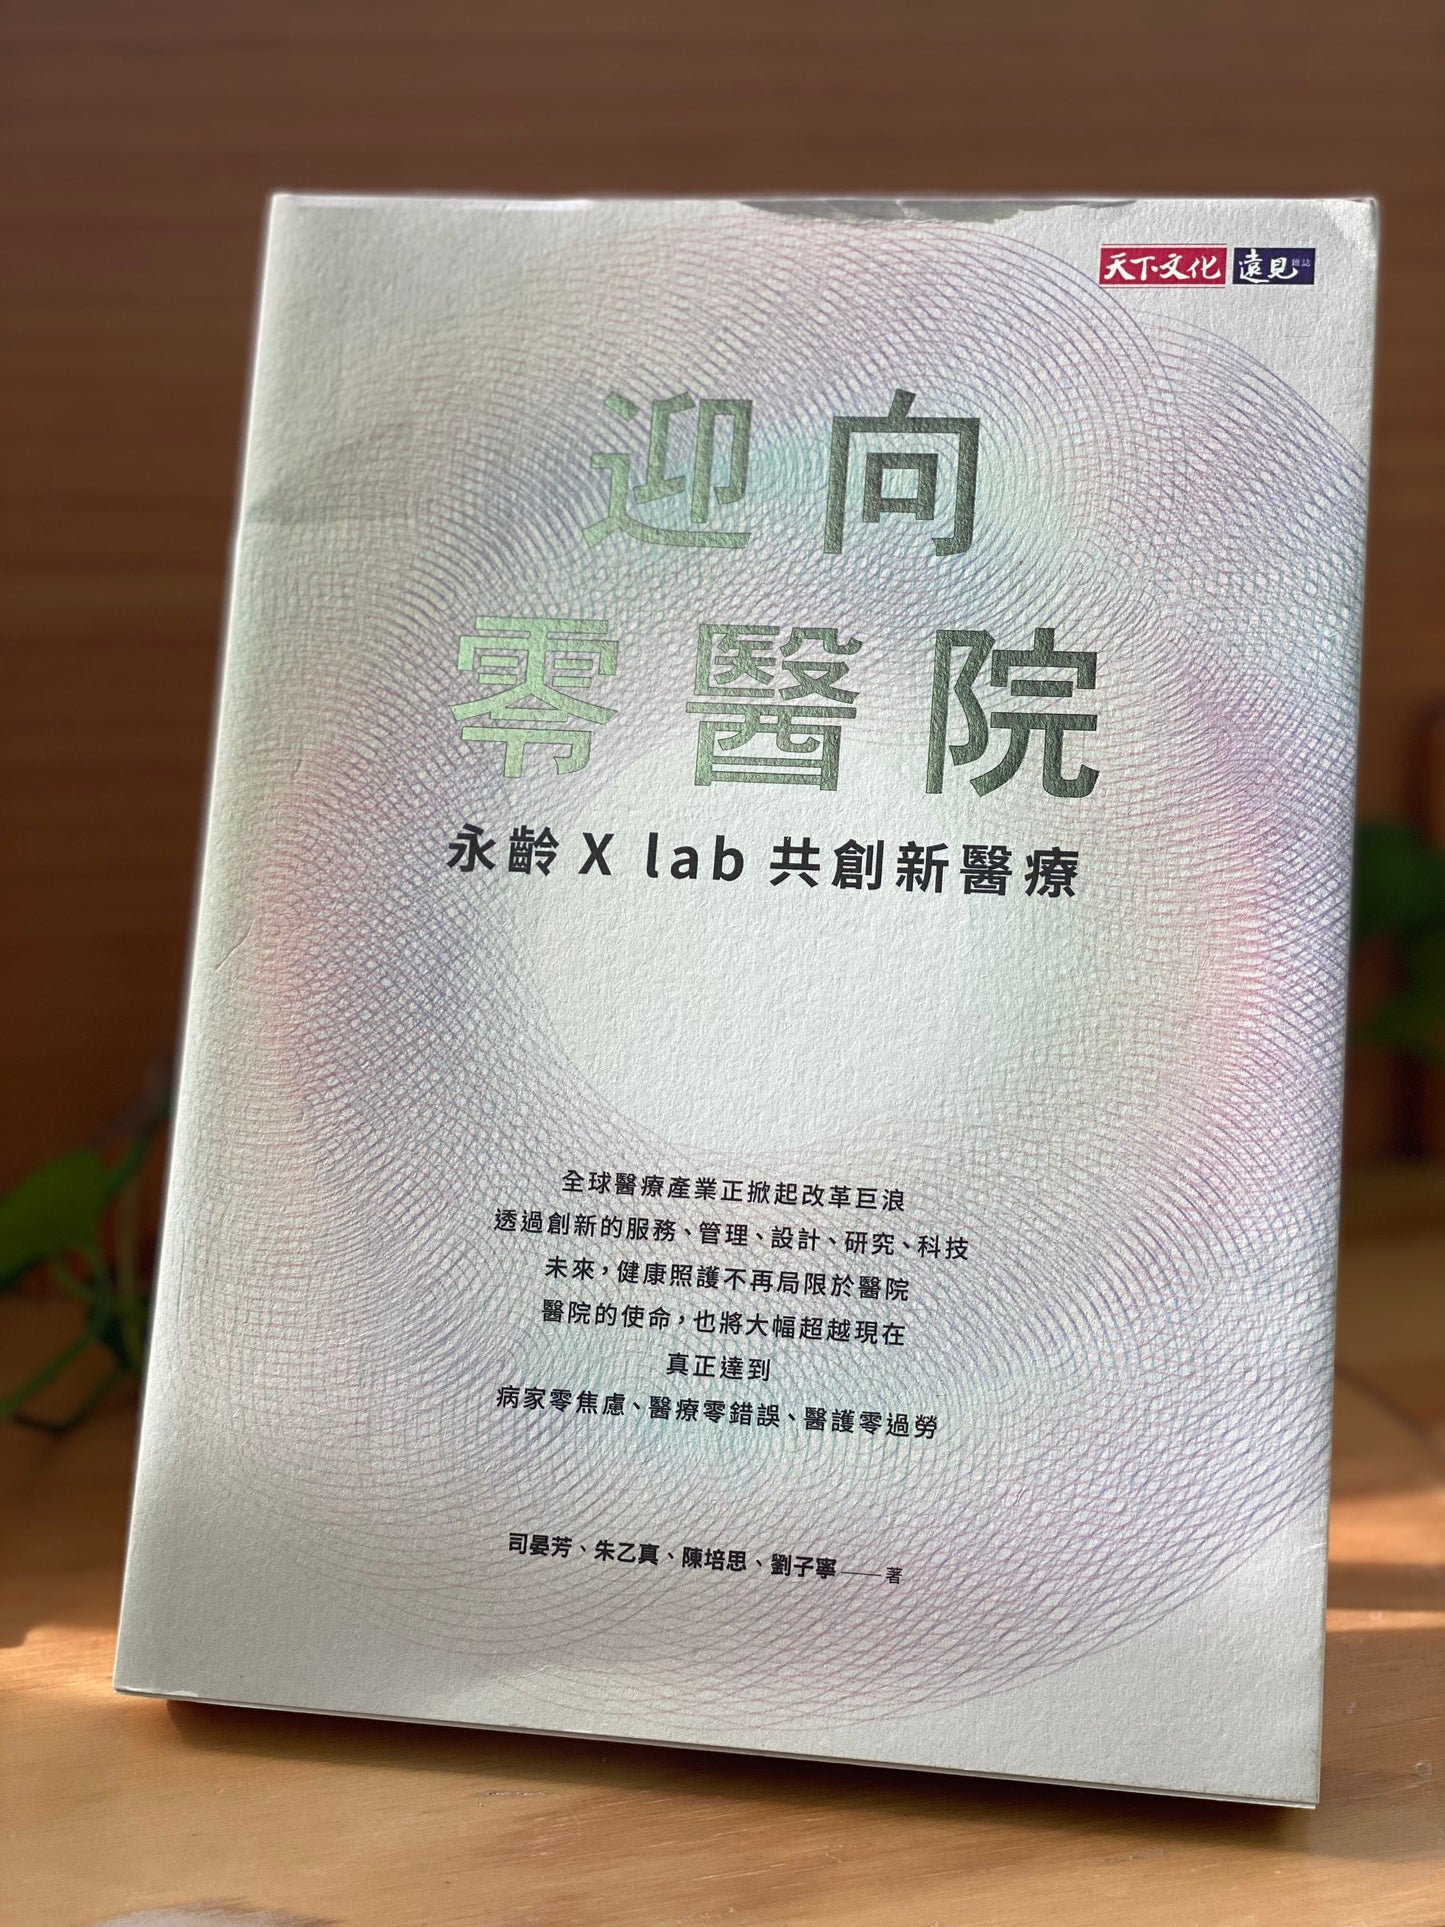 天下文化 遠見 雜誌
迎向
零醫院
永齡 X lab 共創新醫療
全球醫療產業正掀起改革巨浪
透過創新的服務、管理、設計、研究、科技
未來，健康照護不再局限於醫院
醫院的使命，也將大幅超越現在
真正達到
病家零焦慮、醫療零錯誤、醫護零過勞
司晏芳、朱乙真、陳培思、劉子寧——著